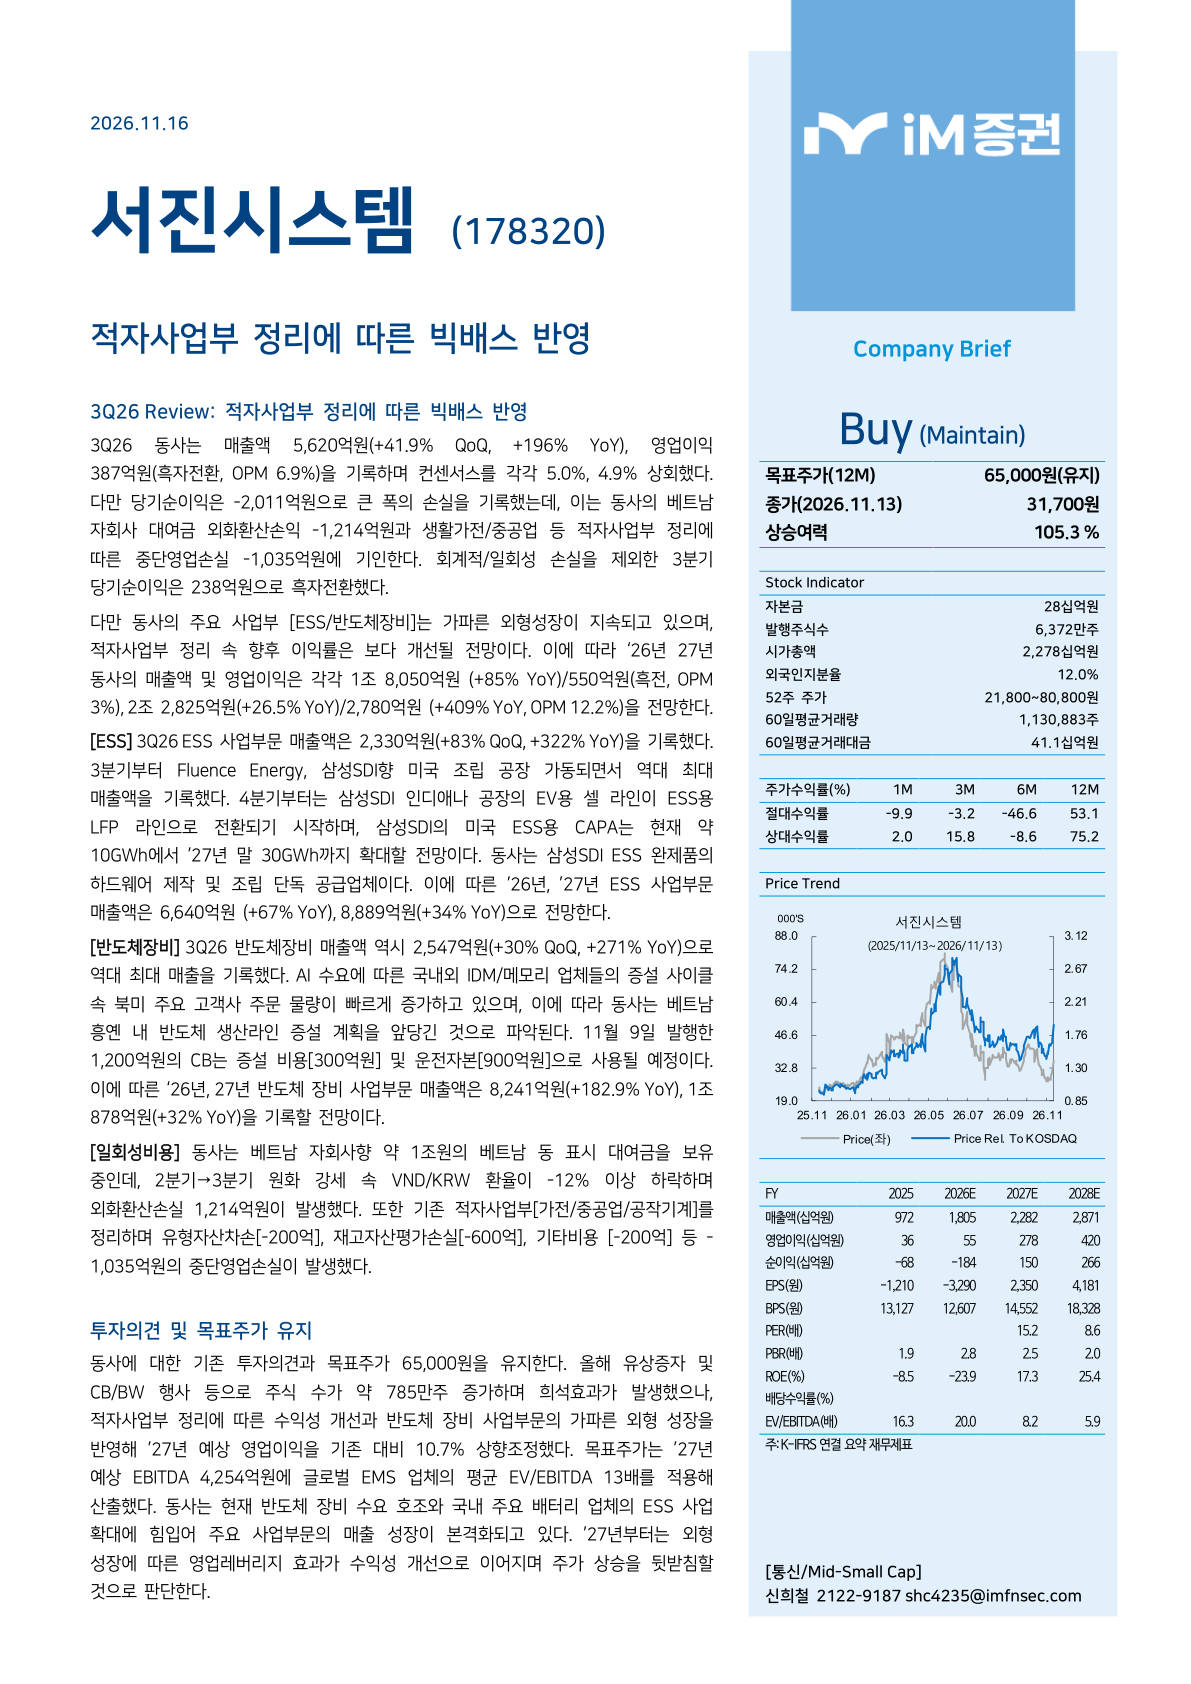 2026.11.16
서진시스템 (178320)
적자사업부 정리에 따른 빅배스 반영
3Q26 Review: 적자사업부 정리에 따른 빅배스 반영
3Q26 동사는 매출액 5,620억원(+41.9% QoQ, +196% YoY), 영업이익
387억원(흑자전환, OPM 6.9%)을 기록하며 컨센서스를 각각 5.0%, 4.9% 상회했다.
다만 당기순이익은 -2,011억원으로 큰 폭의 손실을 기록했는데, 이는 동사의 베트남
자회사 대여금 외화환산손익 -1,214억원과 생활가전/중공업 등 적자사업부 정리에
따른 중단영업손실 -1,035억원에 기인한다. 회계적/일회성 손실을 제외한 3분기
당기순이익은 238억원으로 흑자전환했다.
다만 동사의 주요 사업부 [ESS/반도체장비]는 가파른 외형성장이 지속되고 있으며,
적자사업부 정리 속 향후 이익률은 보다 개선될 전망이다. 이에 따라 '26년 27년
동사의 매출액 및 영업이익은 각각 1조 8,050억원 (+85% YoY)/550억원(흑전, OPM
3%), 2조 2,825억원(+26.5% YoY)/2,780억원 (+409% YoY, OPM 12.2%)을 전망한다.
[ESS] 3Q26 ESS 사업부문 매출액은 2,330억원(+83% QoQ, +322% YoY)을 기록했다.
3분기부터 Fluence Energy, 삼성SDI향 미국 조립 공장 가동되면서 역대 최대
매출액을 기록했다. 4분기부터는 삼성SDI 인디애나 공장의 EV용 셀 라인이 ESS용
LFP 라인으로 전환되기 시작하며, 삼성SDI의 미국 ESS용 CAPA는 현재 약
10GWh에서 '27년 말 30GWh까지 확대할 전망이다. 동사는 삼성SDI ESS 완제품의
하드웨어 제작 및 조립 단독 공급업체이다. 이에 따른 '26년, '27년 ESS 사업부문
매출액은 6,640억원 (+67% YoY), 8,889억원(+34% YoY)으로 전망한다.
[반도체장비] 3Q26 반도체장비 매출액 역시 2,547억원(+30% QoQ, +271% YoY)으로
역대 최대 매출을 기록했다. AI 수요에 따른 국내외 IDM/메모리 업체들의 증설 사이클
속 북미 주요 고객사 주문 물량이 빠르게 증가하고 있으며, 이에 따라 동사는 베트남
흥옌 내 반도체 생산라인 증설 계획을 앞당긴 것으로 파악된다. 11월 9일 발행한
1,200억원의 CB는 증설 비용[300억원] 및 운전자본[900억원]으로 사용될 예정이다.
이에 따른 '26년, 27년 반도체 장비 사업부문 매출액은 8,241억원(+182.9% YoY), 1조
878억원(+32% YoY)을 기록할 전망이다.
[일회성비용] 동사는 베트남 자회사향 약 1조원의 베트남 동 표시 대여금을 보유
중인데, 2분기→3분기 원화 강세 속 VND/KRW 환율이 -12% 이상 하락하며
외화환산손실 1,214억원이 발생했다. 또한 기존 적자사업부[가전/중공업/공작기계]를
정리하며 유형자산차손[-200억], 재고자산평가손실[-600억], 기타비용 [-200억] 등 -
1,035억원의 중단영업손실이 발생했다.
투자의견 및 목표주가 유지
동사에 대한 기존 투자의견과 목표주가 65,000원을 유지한다. 올해 유상증자 및
CB/BW 행사 등으로 주식 수가 약 785만주 증가하며 희석효과가 발생했으나,
적자사업부 정리에 따른 수익성 개선과 반도체 장비 사업부문의 가파른 외형 성장을
반영해 '27년 예상 영업이익을 기존 대비 10.7% 상향조정했다. 목표주가는 '27년
예상 EBITDA 4,254억원에 글로벌 EMS 업체의 평균 EV/EBITDA 13배를 적용해
산출했다. 동사는 현재 반도체 장비 수요 호조와 국내 주요 배터리 업체의 ESS 사업
확대에 힘입어 주요 사업부문의 매출 성장이 본격화되고 있다. '27년부터는 외형
성장에 따른 영업레버리지 효과가 수익성 개선으로 이어지며 주가 상승을 뒷받침할
것으로 판단한다.
iM증권
Company Brief
Buy (Maintain)
목표주가(12M) 65,000원(유지)
종가(2026.11.13) 31,700원
상승여력 105.3 %
Stock Indicator
자본금 28십억원
발행주식수 6,372만주
시가총액 2,278십억원
외국인지분율 12.0%
52주 주가 21,800~80,800원
60일평균거래량 1,130,883주
60일평균거래대금 41.1십억원
주가수익률(%) 1M 3M 6M 12M
절대수익률 -9.9 -3.2 -46.6 53.1
상대수익률 2.0 15.8 -8.6 75.2
Price Trend
000'S 서진시스템
(2025/11/13~2026/11/13)
88.0 3.12
74.2 2.67
60.4 2.21
46.6 1.76
32.8 1.30
19.0 0.85
25.11 26.01 26.03 26.05 26.07 26.09 26.11
Price(좌) Price Rel. To KOSDAQ
FY 2025 2026E 2027E 2028E
매출액(십억원) 972 1,805 2,282 2,871
영업이익(십억원) 36 55 278 420
순이익(십억원) -68 -184 150 266
EPS(원) -1,210 -3,290 2,350 4,181
BPS(원) 13,127 12,607 14,552 18,328
PER(배) 15.2 8.6
PBR(배) 1.9 2.8 2.5 2.0
ROE(%) -8.5 -23.9 17.3 25.4
배당수익률(%)
EV/EBITDA(배) 16.3 20.0 8.2 5.9
주: K-IFRS 연결 요약 재무제표
[통신/Mid-Small Cap]
신희철 2122-9187 shc4235@imfnsec.com